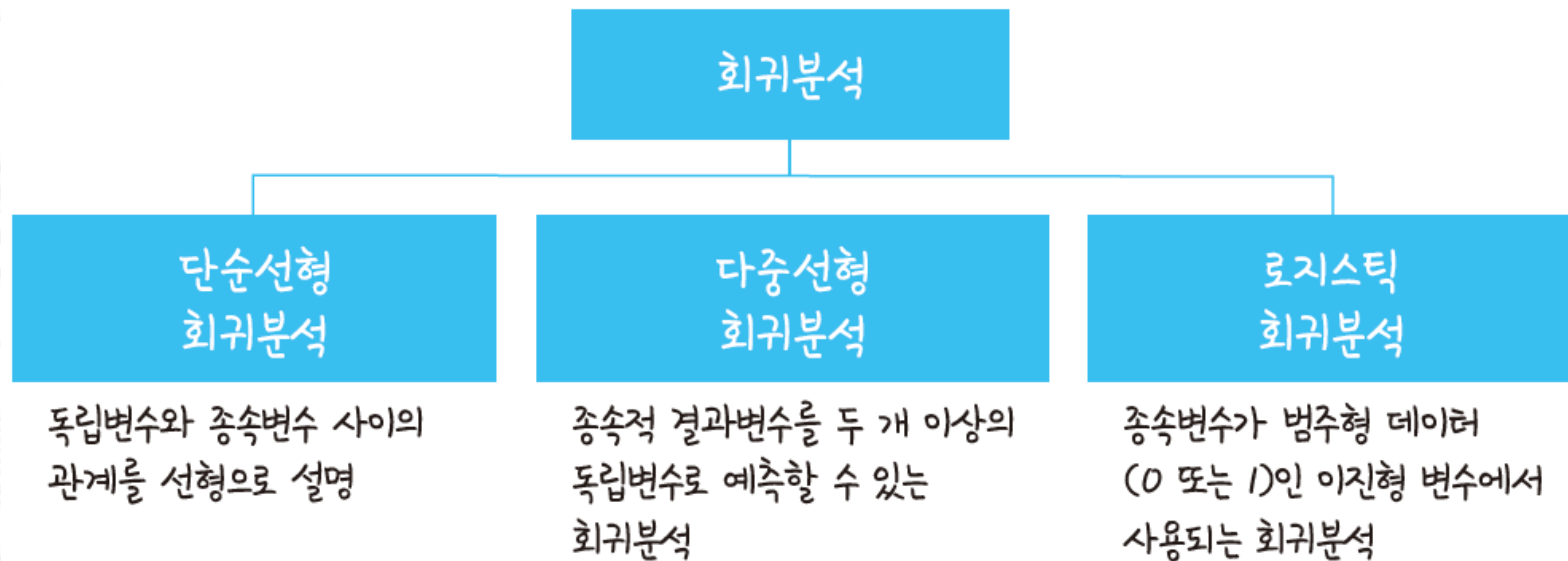 회귀분석
단순선형
회귀분석
독립변수와 종속변수 사이의
관계를 선형으로 설명
다중선형
회귀분석
종속적 결과변수를 두 개 이상의
독립변수로 예측할 수 있는
회귀분석
로지스틱
회귀분석
종속변수가 범주형 데이터
(0 또는 1)인 이진형 변수에서
사용되는 회귀분석